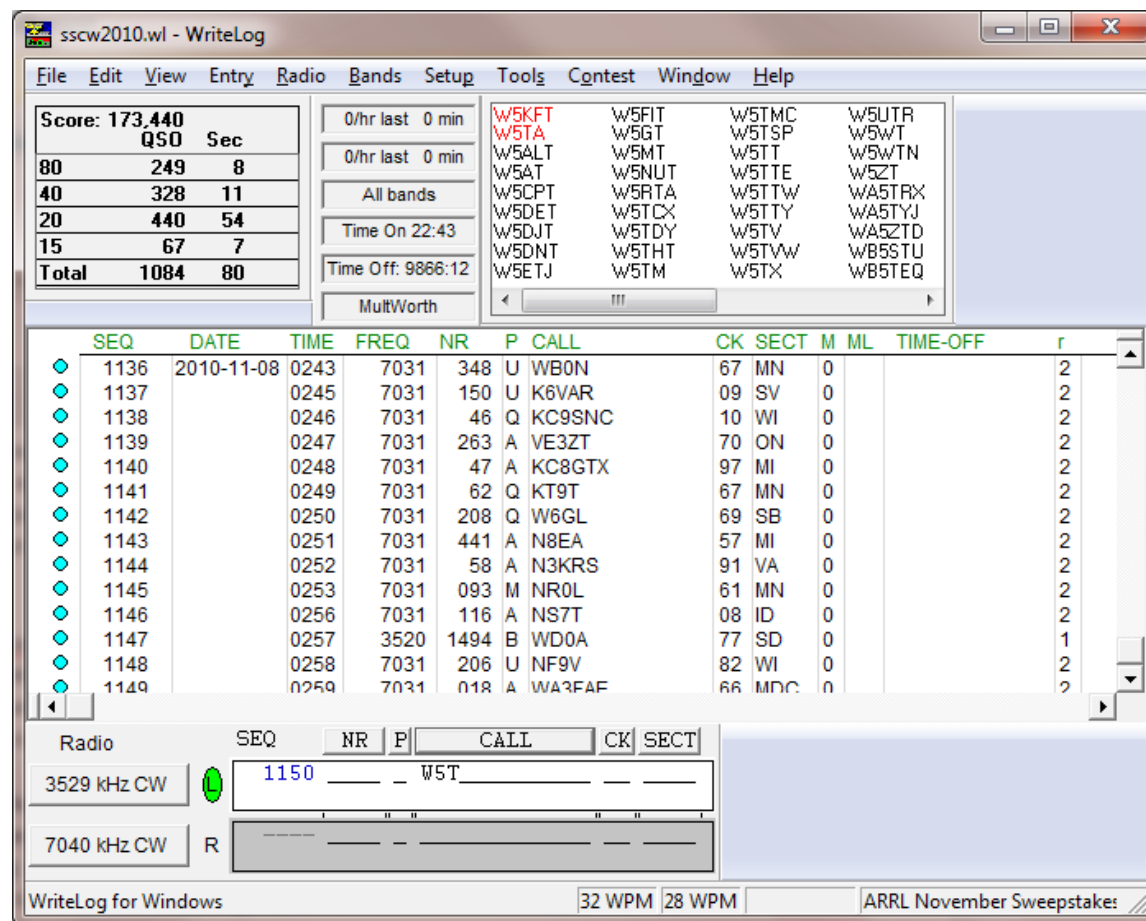 sscw2010.wl - WriteLog
File Edit View Entry Radio Bands Setup Tools Contest Window Help
Score: 173,440
QSO Sec
80 249 8
40 328 11
20 440 54
15 67 7
Total 1084 80
0/hr last 0 min
0/hr last 0 min
All bands
Time On 22:43
Time Off: 9866:12
MultWorth
W5KFT W5FIT W5TMC W5UTR
W5TA W5GT W5TSP W5WT
W5ALT W5MT W5TT W5WTN
W5AT W5NUT W5TTE W5ZT
W5CPT W5RTA W5TTW WA5TRX
W5DET W5TCX W5TTY WA5TYJ
W5DJT W5TDY W5TV WA5ZTD
W5DNT W5THT W5TVW WB5STU
W5ETJ W5TM W5TX WB5TEQ
SEQ DATE TIME FREQ NR P CALL CK SECT M ML TIME-OFF r
1136 2010-11-08 0243 7031 348 U WB0N 67 MN 0 2
1137 0245 7031 150 U K6VAR 09 SV 0 2
1138 0246 7031 46 Q KC9SNC 10 WI 0 2
1139 0247 7031 263 A VE3ZT 70 ON 0 2
1140 0248 7031 47 A KC8GTX 97 MI 0 2
1141 0249 7031 62 Q KT9T 67 MN 0 2
1142 0250 7031 208 Q W6GL 69 SB 0 2
1143 0251 7031 441 A N8EA 57 MI 0 2
1144 0252 7031 58 A N3KRS 91 VA 0 2
1145 0253 7031 093 M NR0L 61 MN 0 2
1146 0256 7031 116 A NS7T 08 ID 0 2
1147 0257 3520 1494 B WD0A 77 SD 0 1
1148 0258 7031 206 U NF9V 82 WI 0 2
1149 0259 7031 018 A WA3FAE 66 MDC 0 2
Radio SEQ NR P CALL CK SECT
3529 kHz CW L 1150 W5T
7040 kHz CW R
WriteLog for Windows 32 WPM 28 WPM ARRL November Sweepstakes